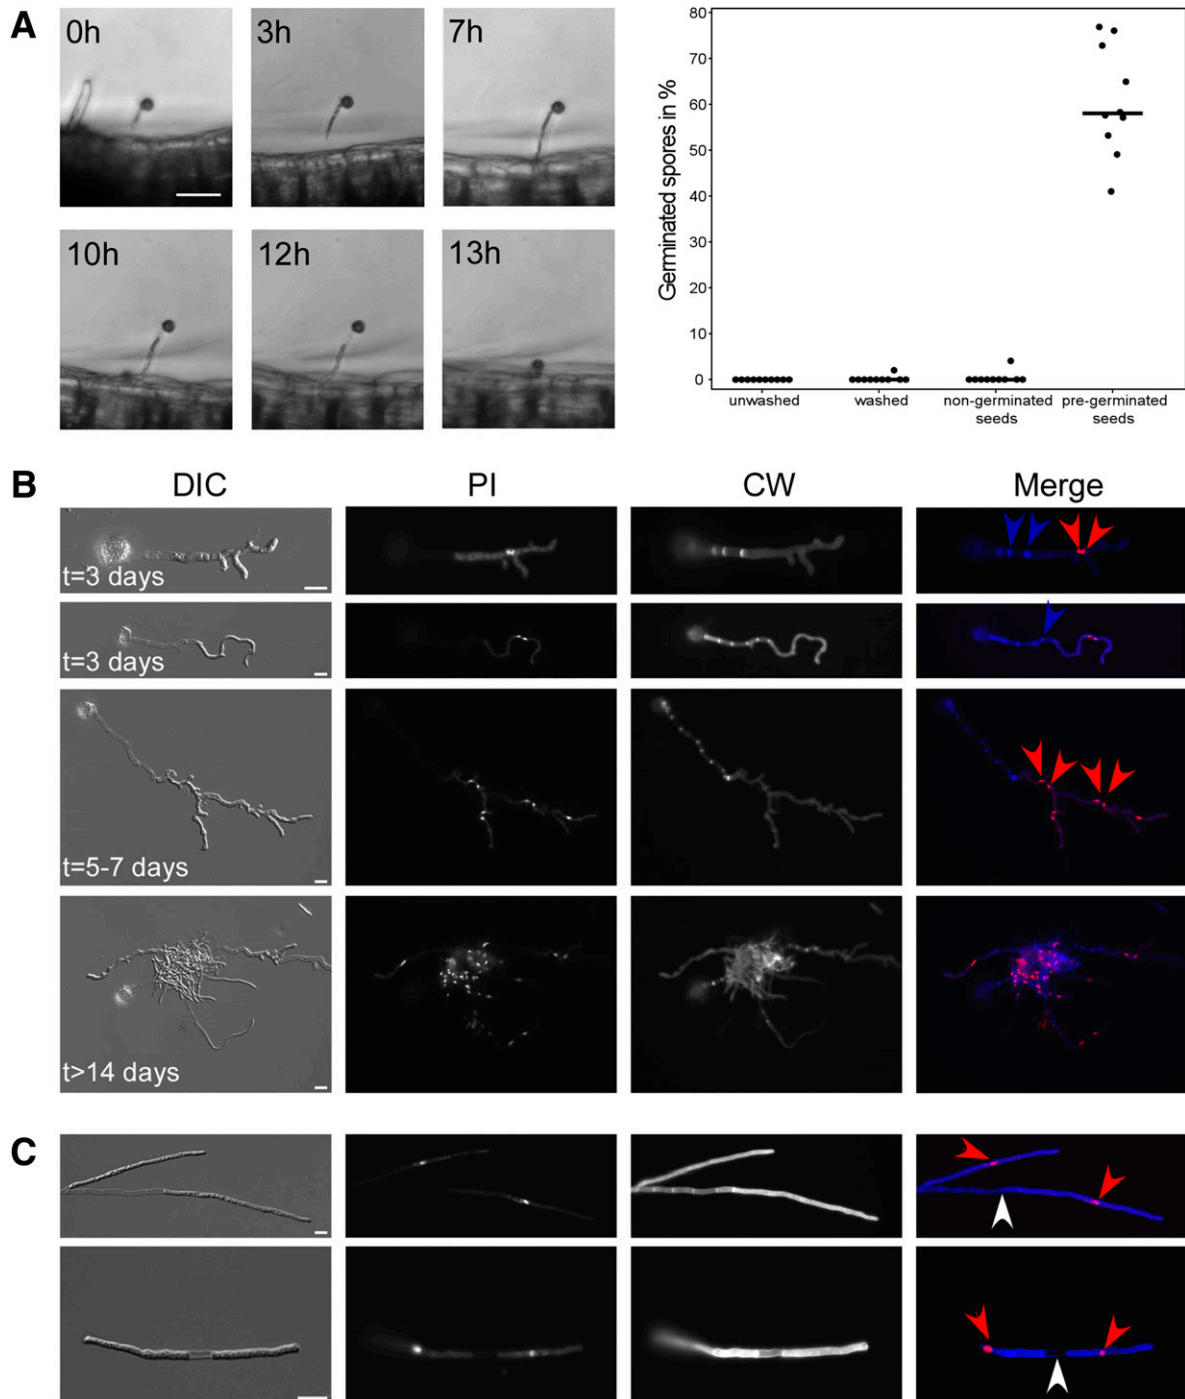 A
0h
3h
7h
10h
12h
13h
Germinated spores in %
80
70
60
50
40
30
20
10
0
unwashed
washed
non-germinated
seeds
pre-germinated
seeds
B
DIC
PI
CW
Merge
t=3 days
t=3 days
t=5-7 days
t>14 days
C